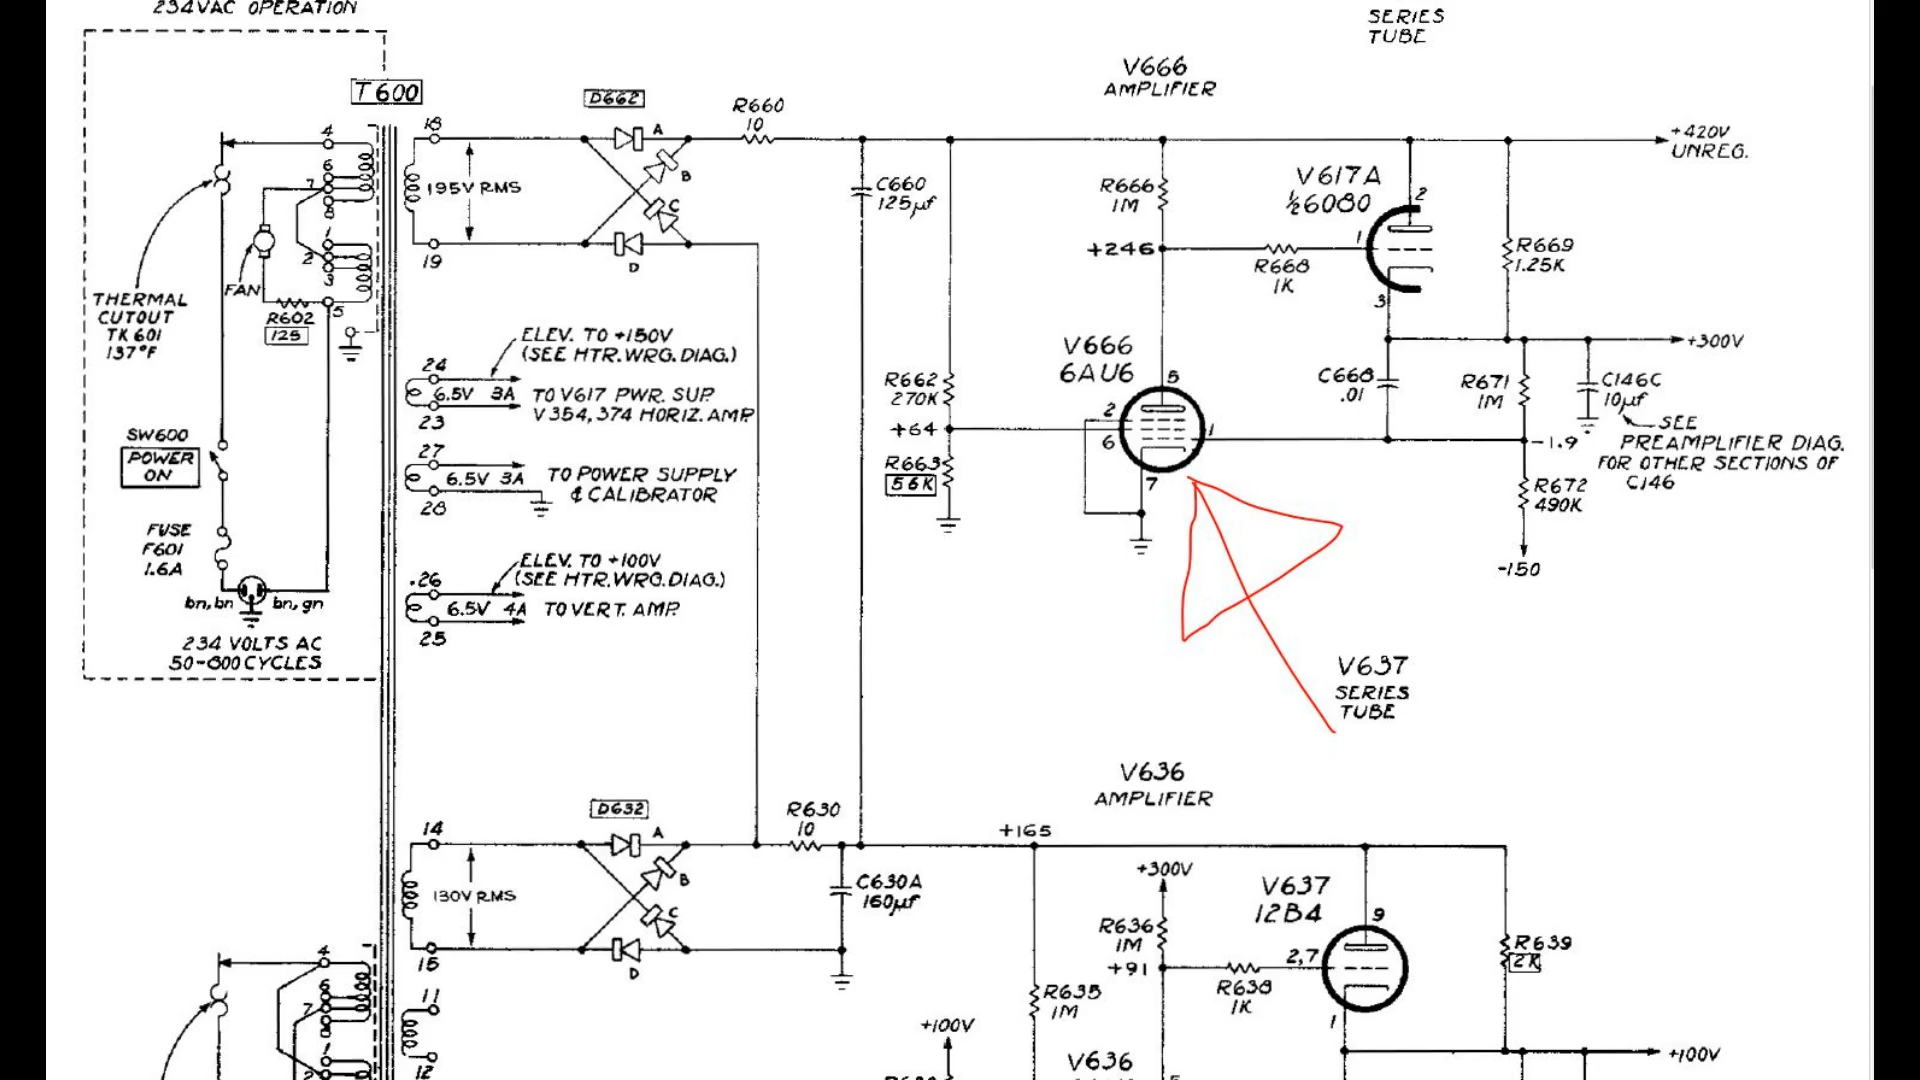 234VAC OPERATION
SERIES
TUBE
V666
AMPLIFIER
T600
D662
R660
10
A
B
C
D
18
195V RMS
19
+420V
UNREG.
C660
125µf
R666
1M
V617A
½6080
2
1
3
+246
R668
1K
R669
1.25K
4
6
7
8
1
2
3
5
FAN
R602
125
THERMAL
CUTOUT
TK601
137°F
ELEV. TO +150V
(SEE HTR. WRG. DIAG.)
24
6.5V 3A
TO V617 PWR. SUP.
V354, 374 HORIZ. AMP.
23
27
6.5V 3A
TO POWER SUPPLY
& CALIBRATOR
28
ELEV. TO +100V
(SEE HTR. WRG. DIAG.)
26
6.5V 4A
TO VERT. AMP.
25
SW600
POWER
ON
FUSE
F601
1.6A
bn, bn
bn, gn
234 VOLTS AC
50-800 CYCLES
V666
6AU6
5
2
6
1
7
R662
270K
+64
R663
56K
+300V
C668
.01
R671
1M
C146C
10µf
SEE
PREAMPLIFIER DIAG.
FOR OTHER SECTIONS OF
C146
-1.9
R672
490K
-150
V637
SERIES
TUBE
V636
AMPLIFIER
D632
R630
10
A
B
C
D
14
130V RMS
15
+165
C630A
160µf
+300V
R636
1M
+91
V637
12B4
9
2,7
1
R638
1K
R639
2K
R635
1M
+100V
+100V
V636
4
6
7
8
1
2
11
12
5